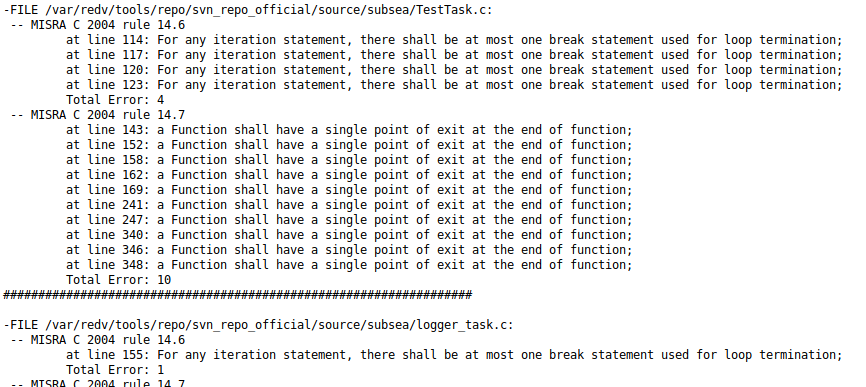 -FILE /var/redv/tools/repo/svn_repo_official/source/subsea/TestTask.c:
-- MISRA C 2004 rule 14.6
at line 114: For any iteration statement, there shall be at most one break statement used for loop termination;
at line 117: For any iteration statement, there shall be at most one break statement used for loop termination;
at line 120: For any iteration statement, there shall be at most one break statement used for loop termination;
at line 123: For any iteration statement, there shall be at most one break statement used for loop termination;
Total Error: 4
-- MISRA C 2004 rule 14.7
at line 143: a Function shall have a single point of exit at the end of function;
at line 152: a Function shall have a single point of exit at the end of function;
at line 158: a Function shall have a single point of exit at the end of function;
at line 162: a Function shall have a single point of exit at the end of function;
at line 169: a Function shall have a single point of exit at the end of function;
at line 241: a Function shall have a single point of exit at the end of function;
at line 247: a Function shall have a single point of exit at the end of function;
at line 340: a Function shall have a single point of exit at the end of function;
at line 346: a Function shall have a single point of exit at the end of function;
at line 348: a Function shall have a single point of exit at the end of function;
Total Error: 10
###################################################################
-FILE /var/redv/tools/repo/svn_repo_official/source/subsea/logger_task.c:
-- MISRA C 2004 rule 14.6
at line 155: For any iteration statement, there shall be at most one break statement used for loop termination;
Total Error: 1
-- MISRA C 2004 rule 14.7